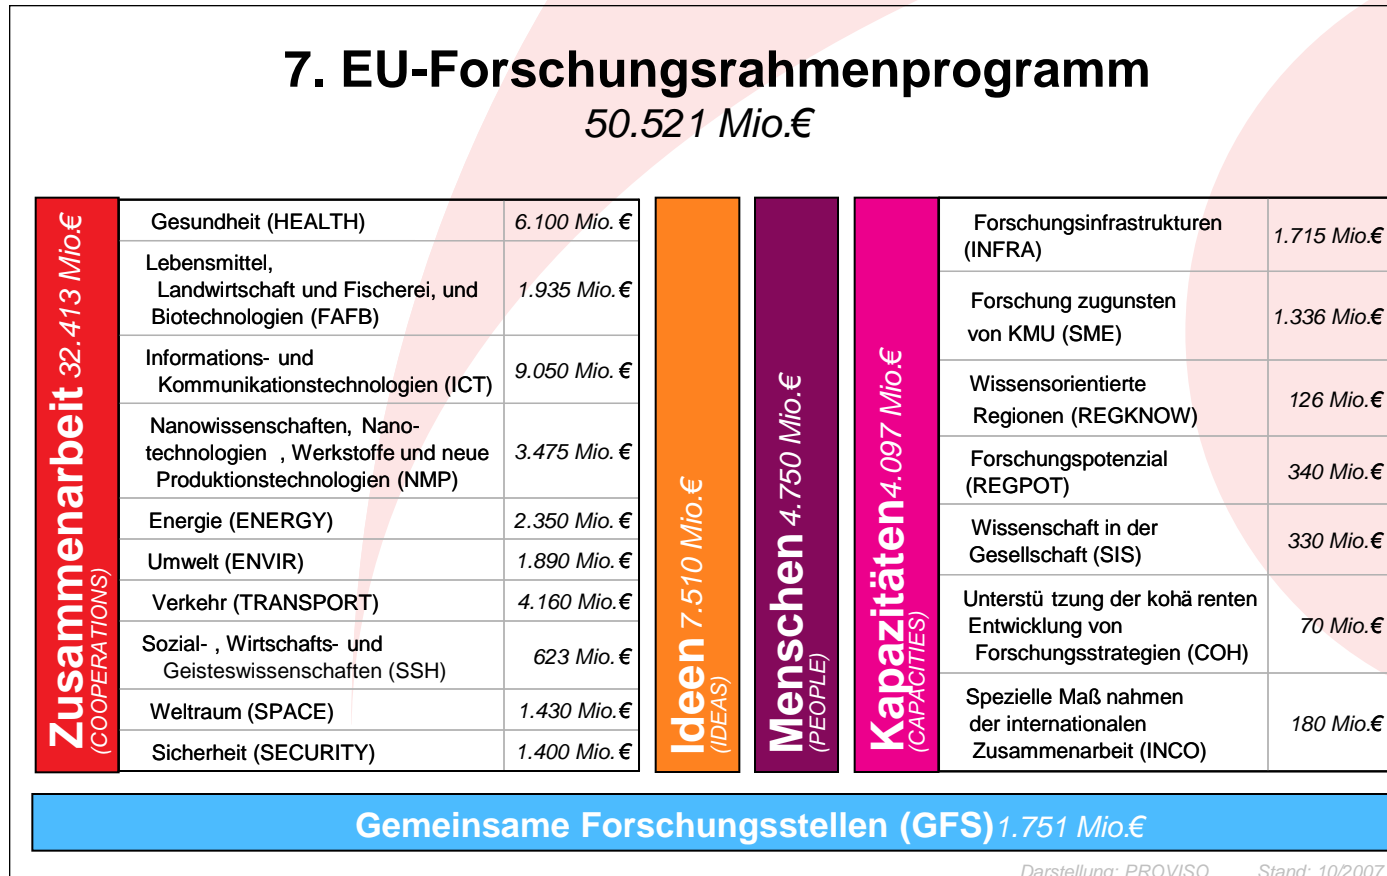 7. EU-Forschungsrahmenprogramm
50.521 Mio.€
Zusammenarbeit 32.413 Mio.€
(COOPERATIONS)
Gesundheit (HEALTH) 6.100 Mio. €
Lebensmittel,
Landwirtschaft und Fischerei, und
Biotechnologien (FAFB)
1.935 Mio. €
Informations- und
Kommunikationstechnologien (ICT)
9.050 Mio. €
Nanowissenschaften, Nano-
technologien , Werkstoffe und neue
Produktionstechnologien (NMP)
3.475 Mio. €
Energie (ENERGY) 2.350 Mio. €
Umwelt (ENVIR) 1.890 Mio. €
Verkehr (TRANSPORT) 4.160 Mio. €
Sozial- , Wirtschafts- und
Geisteswissenschaften (SSH)
623 Mio. €
Weltraum (SPACE) 1.430 Mio. €
Sicherheit (SECURITY) 1.400 Mio. €
Ideen 7.510 Mio.€
(IDEAS)
Menschen 4.750 Mio.€
(PEOPLE)
Kapazitäten 4.097 Mio.€
(CAPACITIES)
Forschungsinfrastrukturen
(INFRA)
1.715 Mio.€
Forschung zugunsten
von KMU (SME)
1.336 Mio.€
Wissensorientierte
Regionen (REGKNOW)
126 Mio.€
Forschungspotenzial
(REGPOT)
340 Mio.€
Wissenschaft in der
Gesellschaft (SIS)
330 Mio.€
Unterstü tzung der kohä renten
Entwicklung von
Forschungsstrategien (COH)
70 Mio.€
Spezielle Maß nahmen
der internationalen
Zusammenarbeit (INCO)
180 Mio.€
Gemeinsame Forschungsstellen (GFS) 1.751 Mio.€
Darstellung: PROVISO Stand: 10/2007